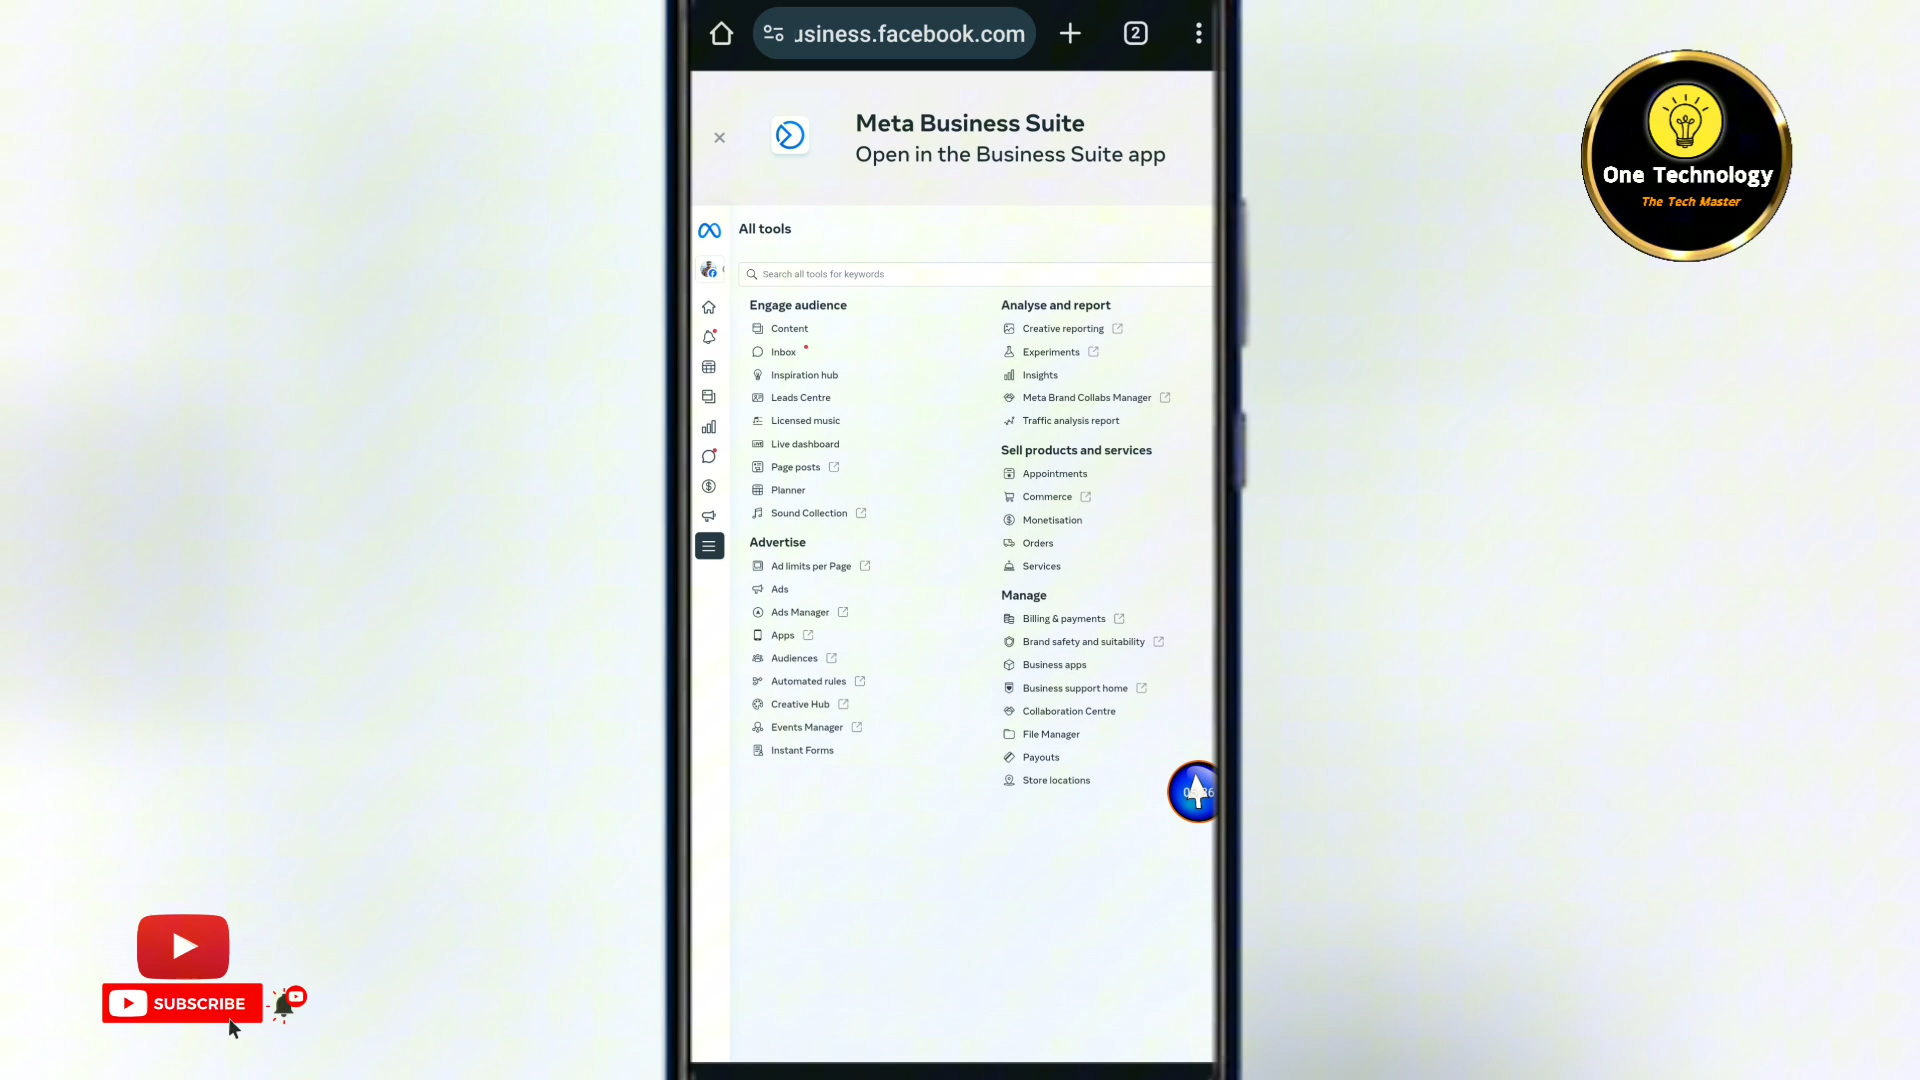 usiness.facebook.com
2
Meta Business Suite
Open in the Business Suite app
All tools
Search all tools for keywords
Engage audience
Content
Inbox
Inspiration hub
Leads Centre
Licensed music
Live dashboard
Page posts
Planner
Sound Collection
Advertise
Ad limits per Page
Ads
Ads Manager
Apps
Audiences
Automated rules
Creative Hub
Events Manager
Instant Forms
Analyse and report
Creative reporting
Experiments
Insights
Meta Brand Collabs Manager
Traffic analysis report
Sell products and services
Appointments
Commerce
Monetisation
Orders
Services
Manage
Billing & payments
Brand safety and suitability
Business apps
Business support home
Collaboration Centre
File Manager
Payouts
Store locations
One Technology
The Tech Master
SUBSCRIBE